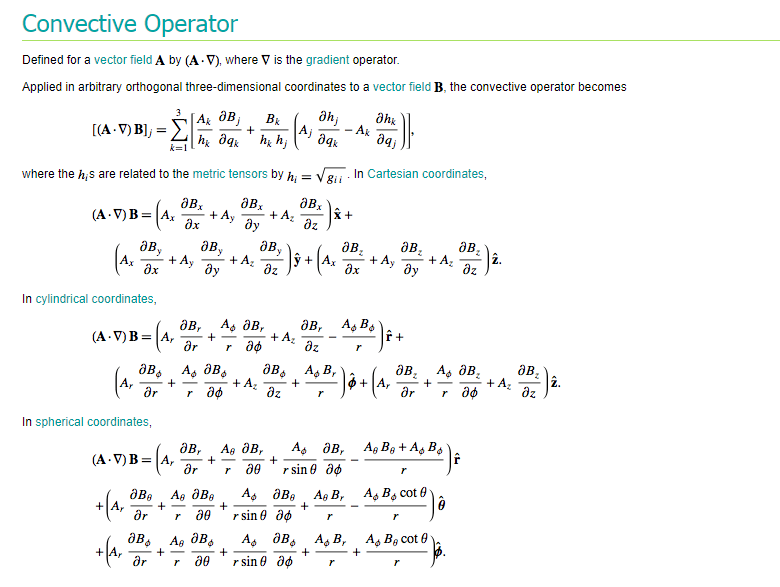 Convective Operator
Defined for a vector field A by (A·∇), where ∇ is the gradient operator.
Applied in arbitrary orthogonal three-dimensional coordinates to a vector field B, the convective operator becomes
[(A·∇) B]_j = ∑_{k=1}^{3} [ A_k/h_k ∂B_j/∂q_k + B_k/(h_k h_j) ( A_j ∂h_j/∂q_k − A_k ∂h_k/∂q_j ) ],
where the h_i s are related to the metric tensors by h_i = √g_ii . In Cartesian coordinates,
(A·∇) B = ( A_x ∂B_x/∂x + A_y ∂B_x/∂y + A_z ∂B_x/∂z ) x̂ +
( A_x ∂B_y/∂x + A_y ∂B_y/∂y + A_z ∂B_y/∂z ) ŷ + ( A_x ∂B_z/∂x + A_y ∂B_z/∂y + A_z ∂B_z/∂z ) ẑ.
In cylindrical coordinates,
(A·∇) B = ( A_r ∂B_r/∂r + A_ϕ/r ∂B_r/∂ϕ + A_z ∂B_r/∂z − A_ϕ B_ϕ/r ) r̂ +
( A_r ∂B_ϕ/∂r + A_ϕ/r ∂B_ϕ/∂ϕ + A_z ∂B_ϕ/∂z + A_ϕ B_r/r ) ϕ̂ + ( A_r ∂B_z/∂r + A_ϕ/r ∂B_z/∂ϕ + A_z ∂B_z/∂z ) ẑ.
In spherical coordinates,
(A·∇) B = ( A_r ∂B_r/∂r + A_θ/r ∂B_r/∂θ + A_ϕ/(r sin θ) ∂B_r/∂ϕ − (A_θ B_θ + A_ϕ B_ϕ)/r ) r̂
+ ( A_r ∂B_θ/∂r + A_θ/r ∂B_θ/∂θ + A_ϕ/(r sin θ) ∂B_θ/∂ϕ + A_θ B_r/r − A_ϕ B_ϕ cot θ/r ) θ̂
+ ( A_r ∂B_ϕ/∂r + A_θ/r ∂B_ϕ/∂θ + A_ϕ/(r sin θ) ∂B_ϕ/∂ϕ + A_ϕ B_r/r + A_ϕ B_θ cot θ/r ) ϕ̂.